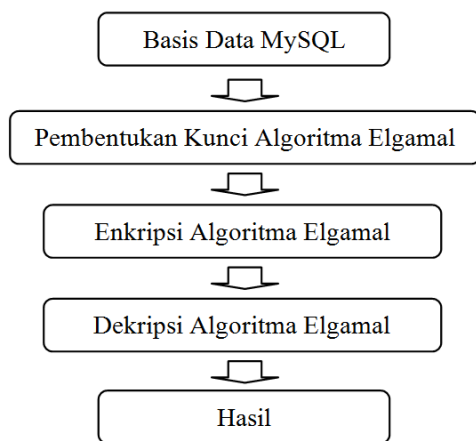 Basis Data MySQL
Pembentukan Kunci Algoritma Elgamal
Enkripsi Algoritma Elgamal
Dekripsi Algoritma Elgamal
Hasil